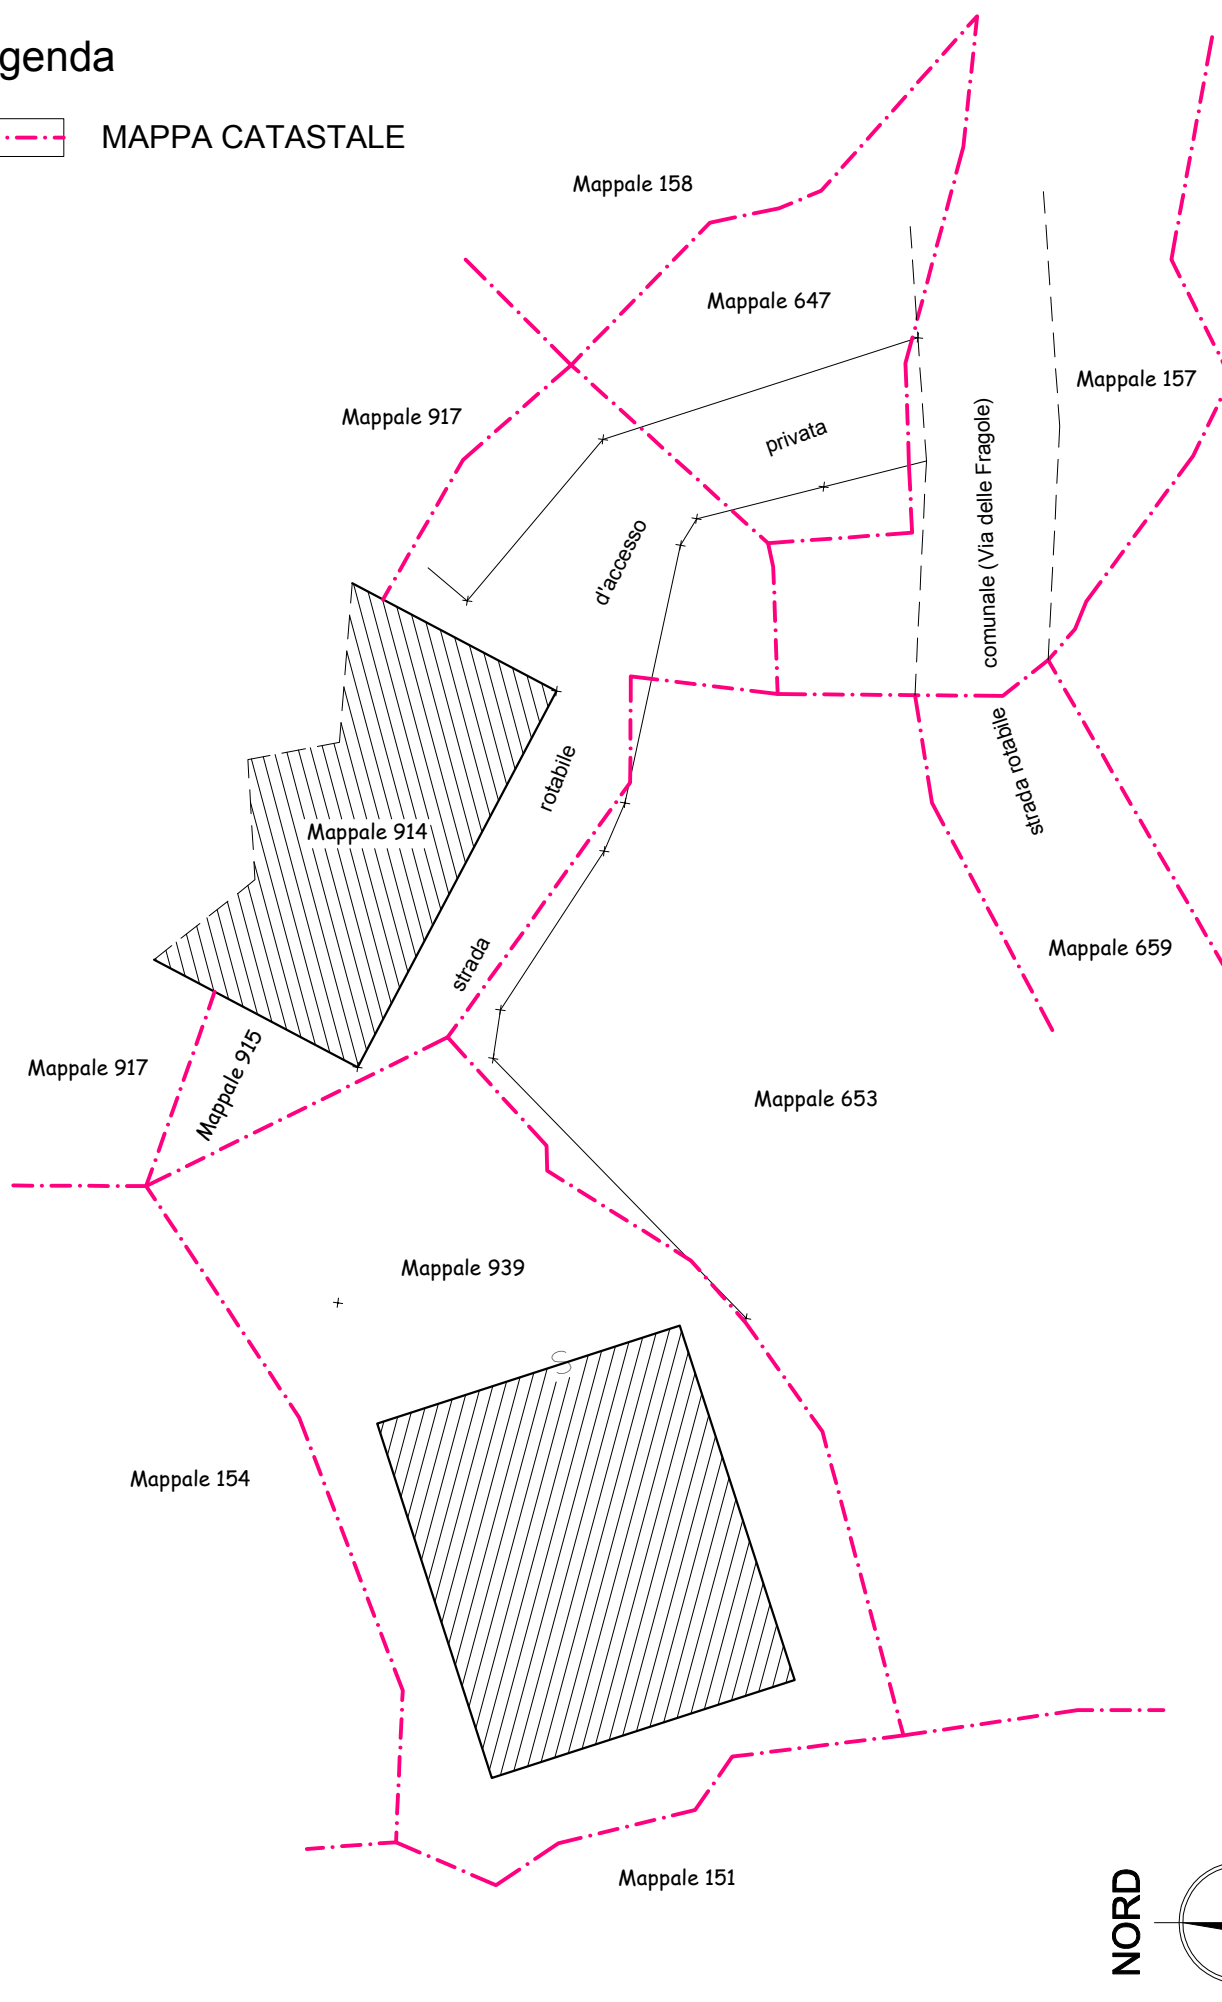 genda
MAPPA CATASTALE
Mappale 158
Mappale 647
Mappale 157
Mappale 917
privata
comunale (Via delle Fragole)
d'accesso
strada rotabile
rotabile
Mappale 914
strada
Mappale 659
Mappale 917
Mappale 915
Mappale 653
Mappale 939
S
Mappale 154
Mappale 151
NORD